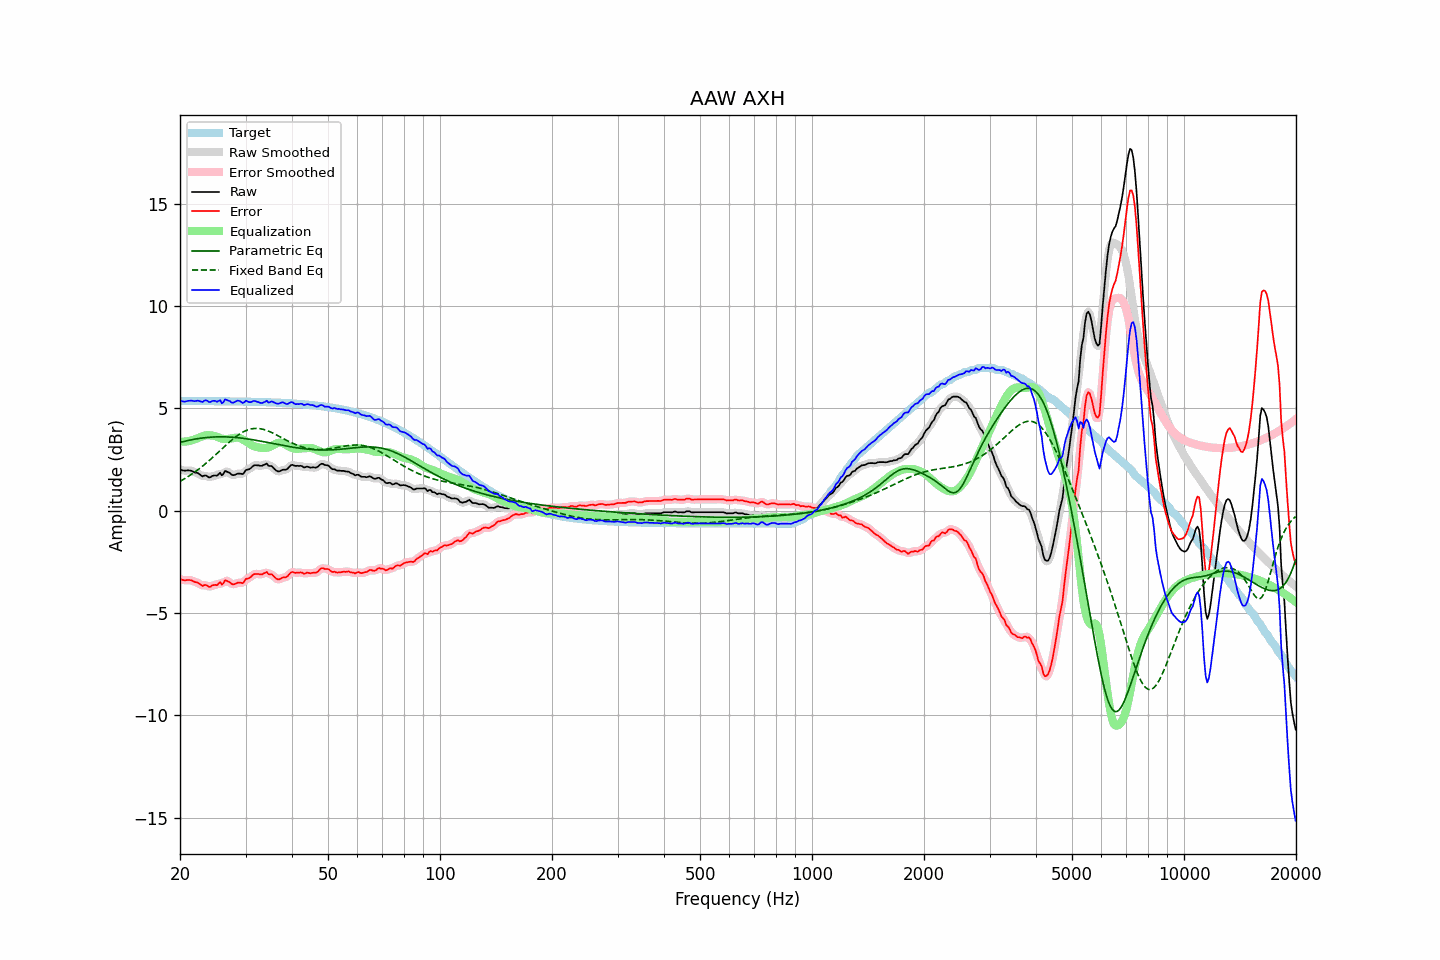 AAW AXH
Target
Raw Smoothed
Error Smoothed
Raw
Error
Equalization
Parametric Eq
Fixed Band Eq
Equalized
15
10
5
0
−5
−10
−15
Amplitude (dBr)
20
50
100
200
500
1000
2000
5000
10000
20000
Frequency (Hz)